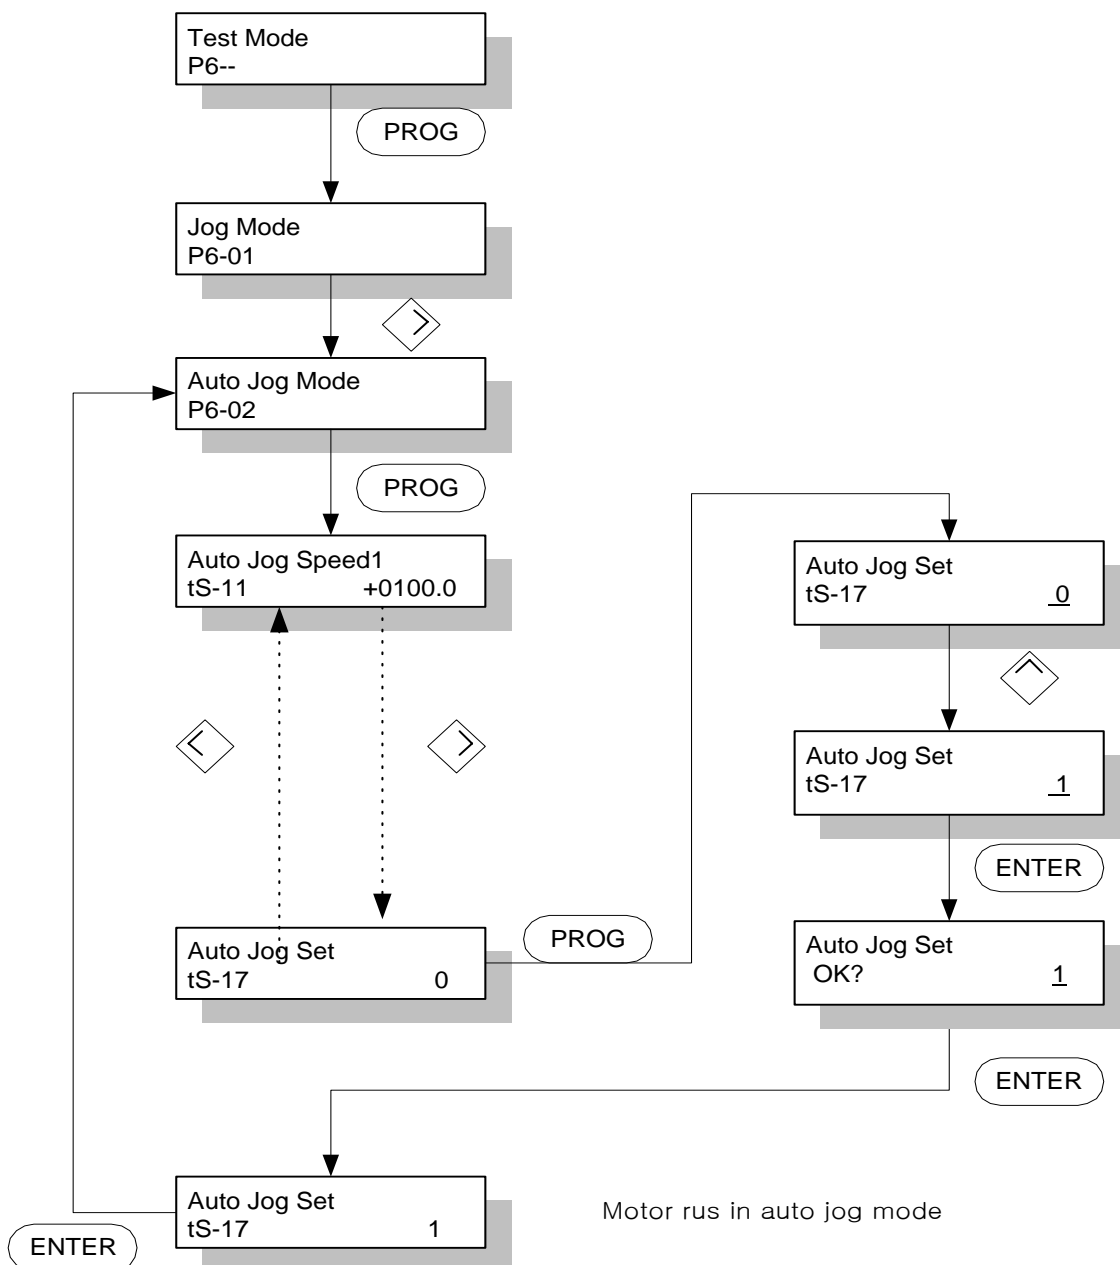 Test Mode
P6--
PROG
Jog Mode
P6-01
Auto Jog Mode
P6-02
PROG
Auto Jog Speed1
tS-11 +0100.0
Auto Jog Set
tS-17 0
PROG
Auto Jog Set
tS-17 0
Auto Jog Set
tS-17 1
ENTER
Auto Jog Set
OK? 1
ENTER
Auto Jog Set
tS-17 1
Motor rus in auto jog mode
ENTER